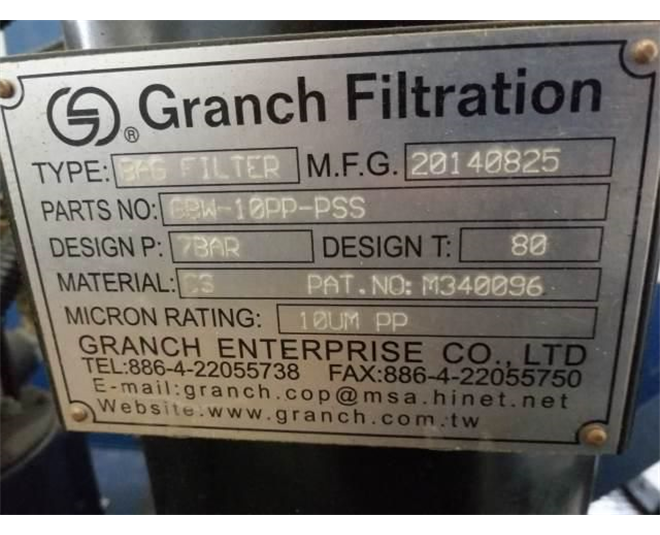 ® Granch Filtration
TYPE: BAG FILTER M.F.G. 20140825
PARTS NO: GBW-10PP-PSS
DESIGN P: 7BAR DESIGN T: 80
MATERIAL: CS PAT.NO: M340096
MICRON RATING: 10UM PP
GRANCH ENTERPRISE CO., LTD
TEL:886-4-22055738 FAX:886-4-22055750
E-mail:granch.cop@msa.hinet.net
Website.www.granch.com.tw